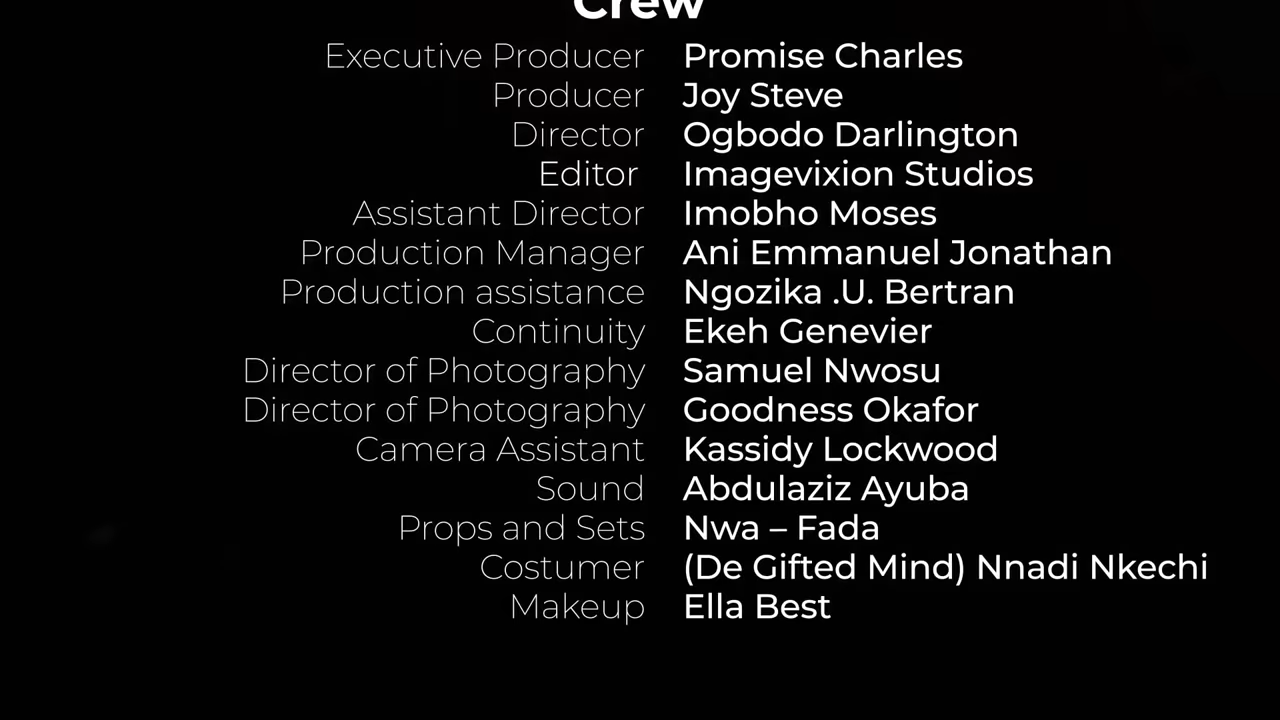 Crew
Executive Producer Promise Charles
Producer Joy Steve
Director Ogbodo Darlington
Editor Imagevixion Studios
Assistant Director Imobho Moses
Production Manager Ani Emmanuel Jonathan
Production assistance Ngozika .U. Bertran
Continuity Ekeh Genevier
Director of Photography Samuel Nwosu
Director of Photography Goodness Okafor
Camera Assistant Kassidy Lockwood
Sound Abdulaziz Ayuba
Props and Sets Nwa – Fada
Costumer (De Gifted Mind) Nnadi Nkechi
Makeup Ella Best